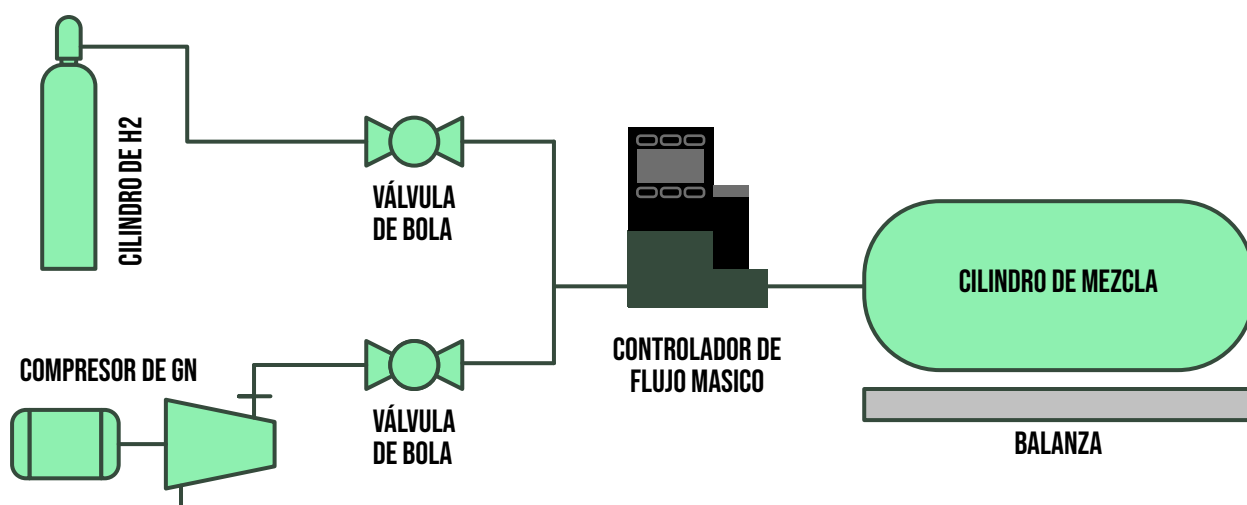 CILINDRO DE H2
VÁLVULA
DE BOLA
CONTROLADOR DE
FLUJO MASICO
CILINDRO DE MEZCLA
BALANZA
COMPRESOR DE GN
VÁLVULA
DE BOLA